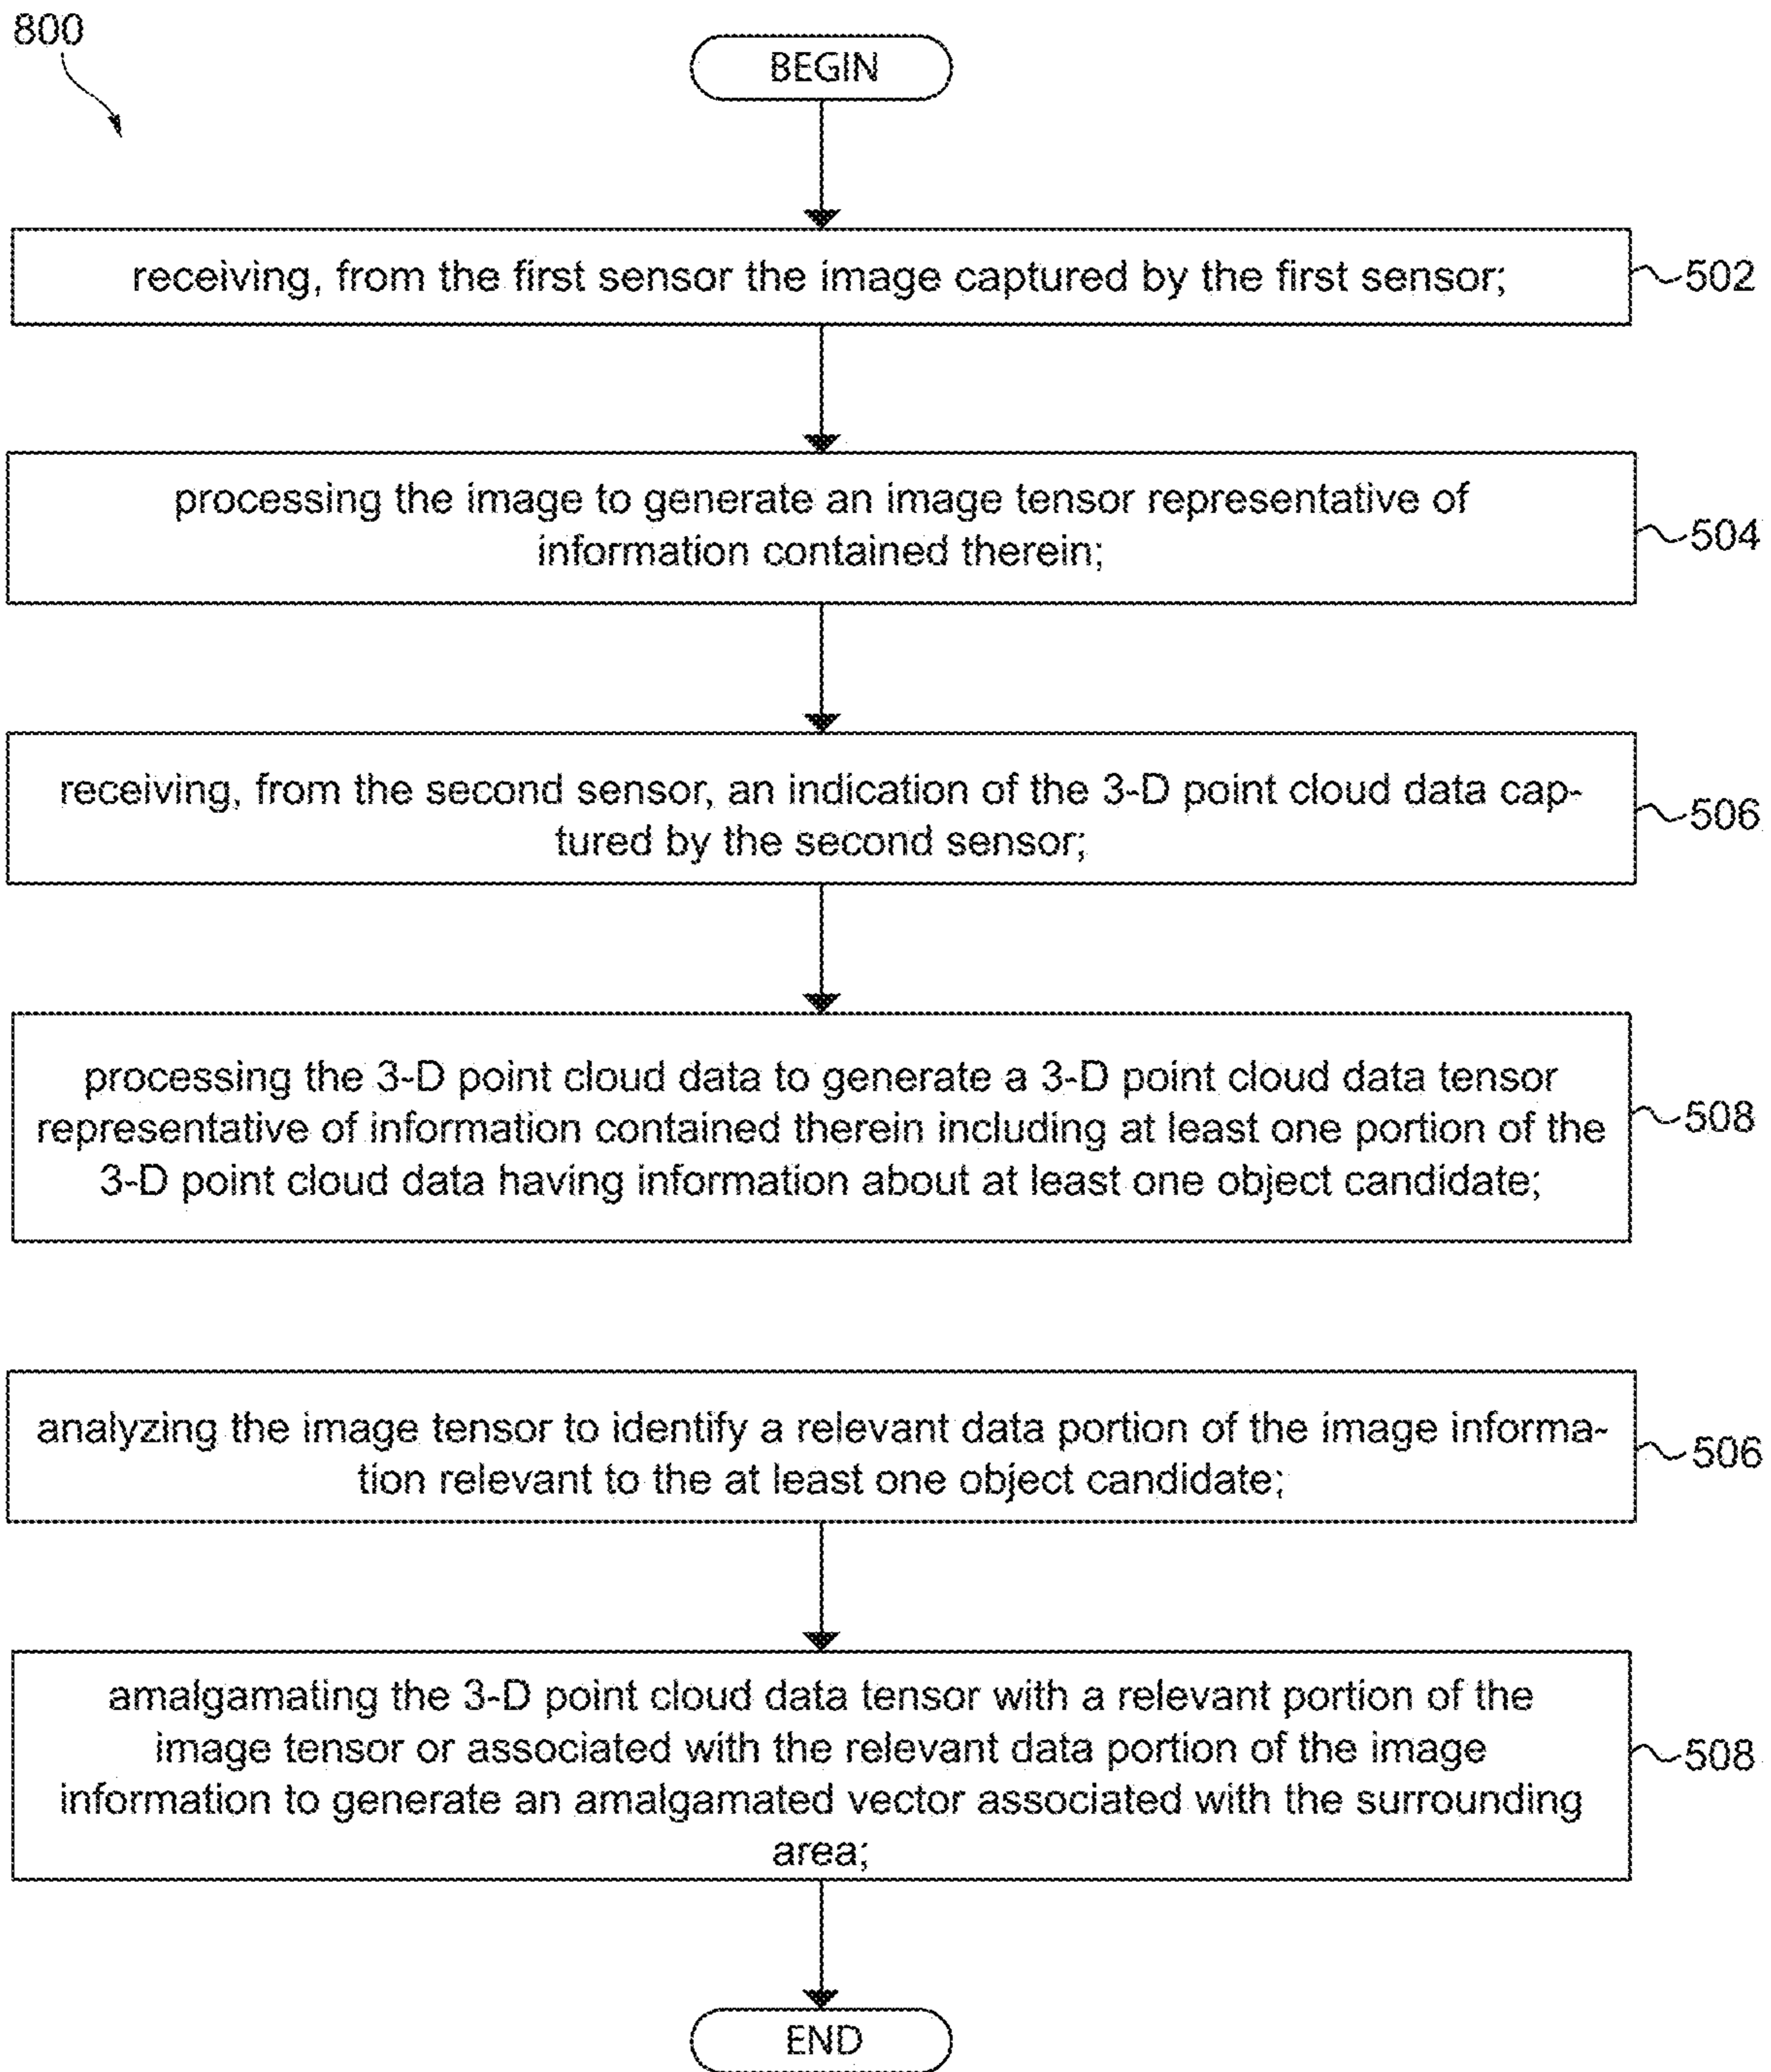 800
BEGIN
receiving, from the first sensor the image captured by the first sensor;
502
processing the image to generate an image tensor representative of
information contained therein;
504
receiving, from the second sensor, an indication of the 3-D point cloud data cap-
tured by the second sensor;
506
processing the 3-D point cloud data to generate a 3-D point cloud data tensor
representative of information contained therein including at least one portion of the
3-D point cloud data having information about at least one object candidate;
508
analyzing the image tensor to identify a relevant data portion of the image informa-
tion relevant to the at least one object candidate;
506
amalgamating the 3-D point cloud data tensor with a relevant portion of the
image tensor or associated with the relevant data portion of the image
information to generate an amalgamated vector associated with the surrounding
area;
508
END